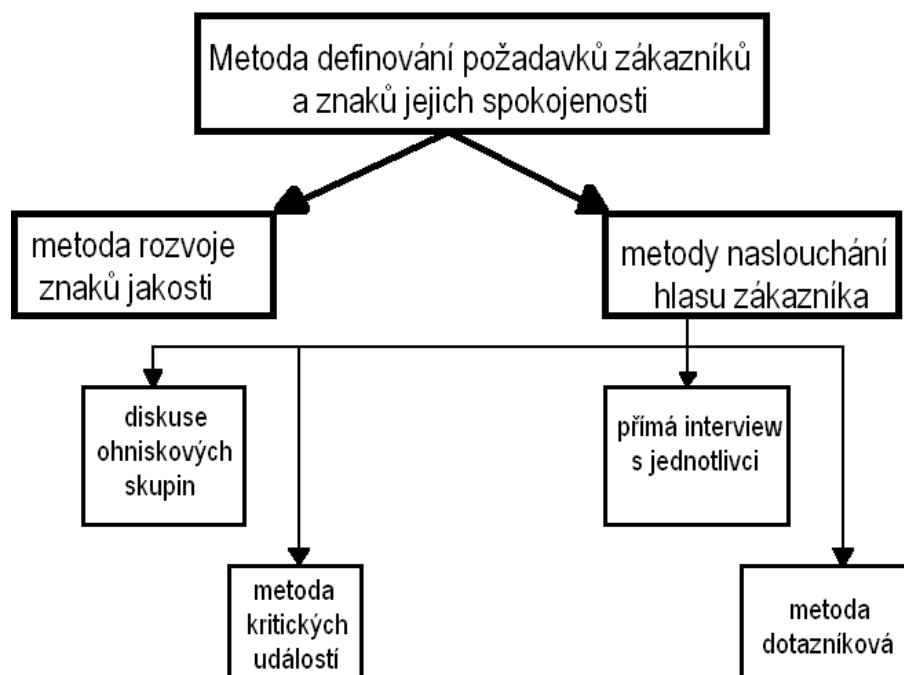 Metoda definování požadavků zákazníků
a znaků jejich spokojenosti
metoda rozvoje
znaků jakosti
metody naslouchání
hlasu zákazníka
diskuse
ohniskových
skupin
přímá interview
s jednotlivci
metoda
kritických
událostí
metoda
dotazníková